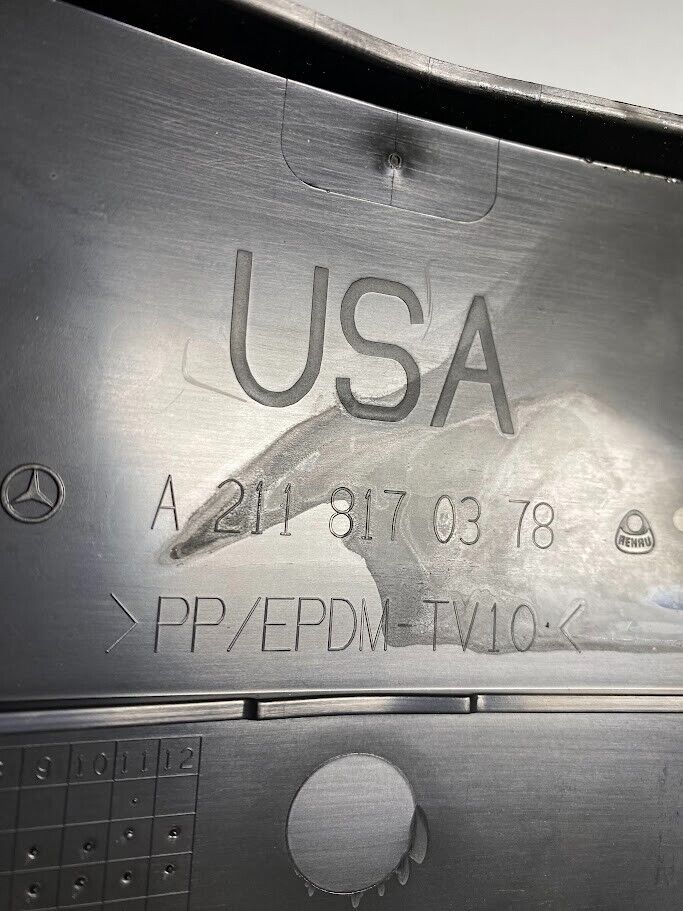 USA
A 211 817 03 78
REHAU
>PP/EPDM-TV10<
9 10 11 12